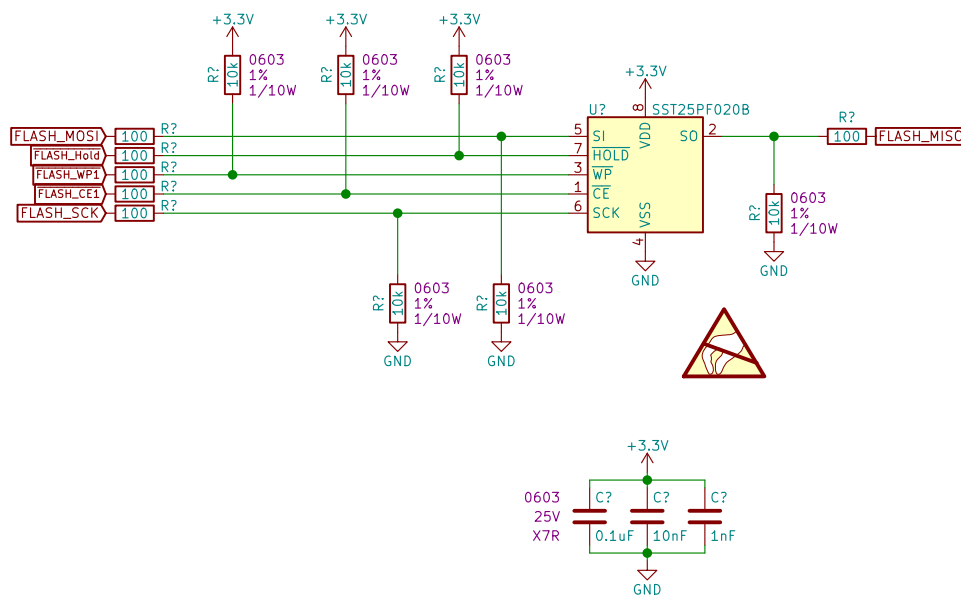 +3.3V +3.3V +3.3V
R? 10k 0603 1% 1/10W
R? 10k 0603 1% 1/10W
R? 10k 0603 1% 1/10W
+3.3V
U? SST25PF020B
FLASH_MOSI 100 R?
FLASH_Hold 100 R?
FLASH_WP1 100 R?
FLASH_CE1 100 R?
FLASH_SCK 100 R?
8 VDD
5 SI
7 HOLD
3 WP
1 CE
6 SCK
SO 2
VSS 4
GND
R?
100 FLASH_MISO
R? 10k 0603 1% 1/10W
GND
R? 10k 0603 1% 1/10W
GND
R? 10k 0603 1% 1/10W
GND
+3.3V
0603
25V
X7R
C? 0.1uF
C? 10nF
C? 1nF
GND